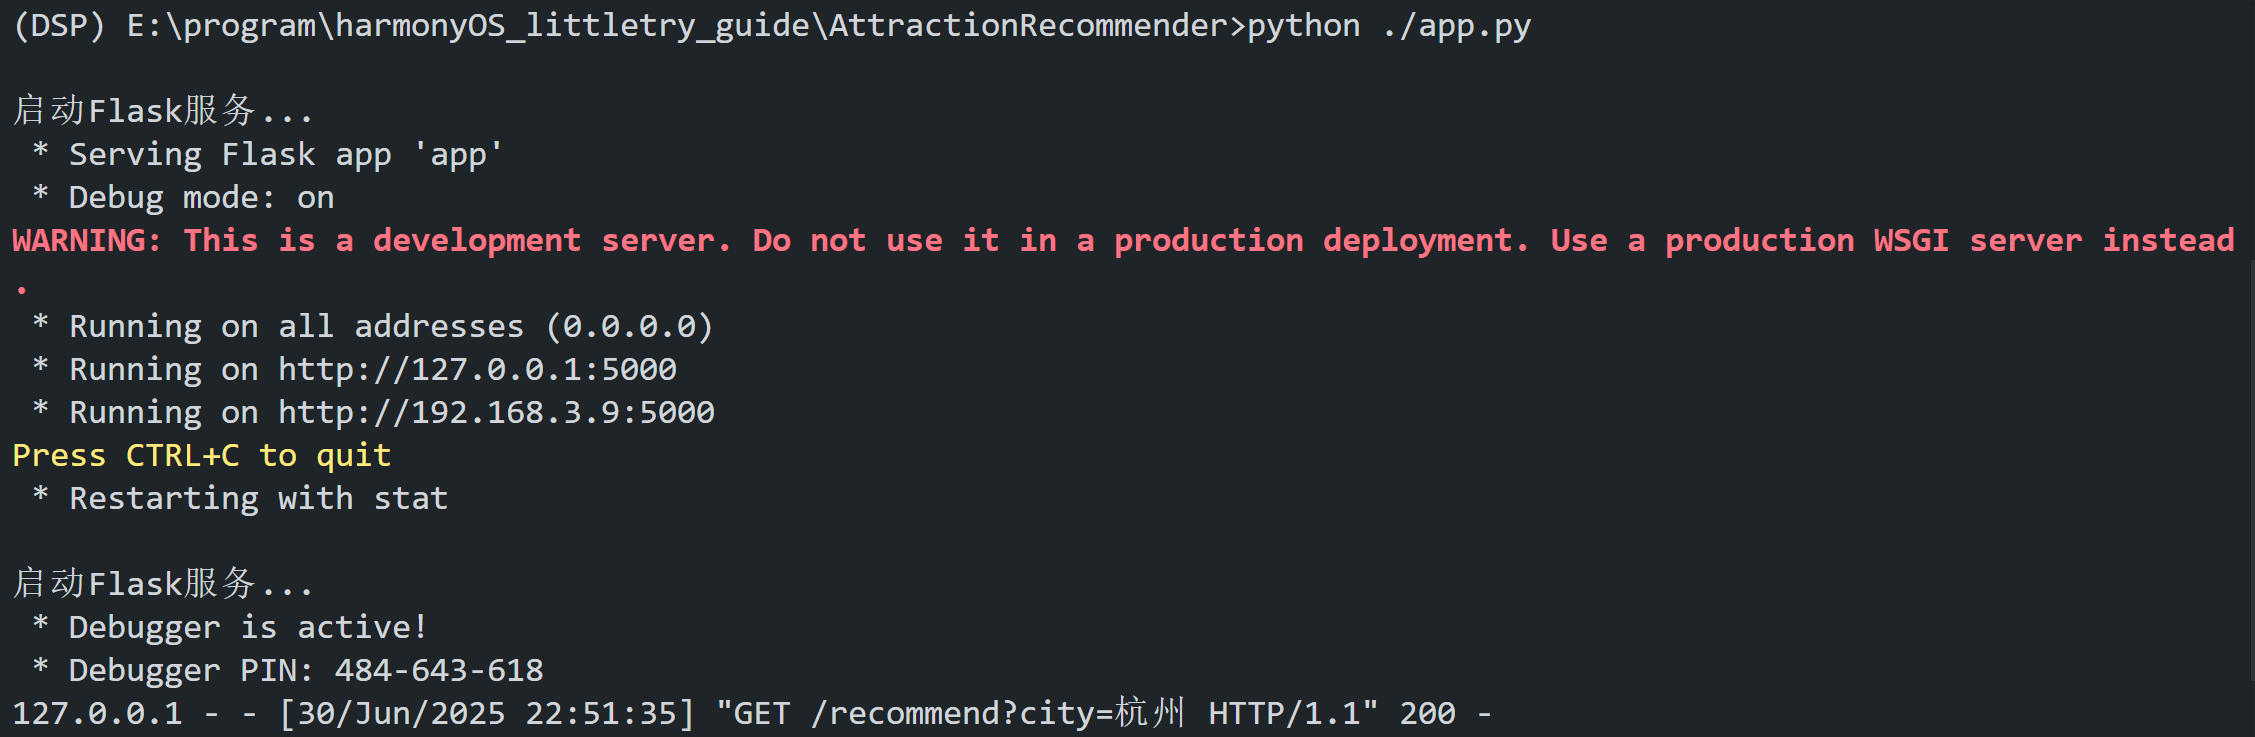 (DSP) E:\program\harmonyOS_littletry_guide\AttractionRecommender>python ./app.py
启动Flask服务...
 * Serving Flask app 'app'
 * Debug mode: on
WARNING: This is a development server. Do not use it in a production deployment. Use a production WSGI server instead
.
 * Running on all addresses (0.0.0.0)
 * Running on http://127.0.0.1:5000
 * Running on http://192.168.3.9:5000
Press CTRL+C to quit
 * Restarting with stat
启动Flask服务...
 * Debugger is active!
 * Debugger PIN: 484-643-618
127.0.0.1 - - [30/Jun/2025 22:51:35] "GET /recommend?city=杭州 HTTP/1.1" 200 -